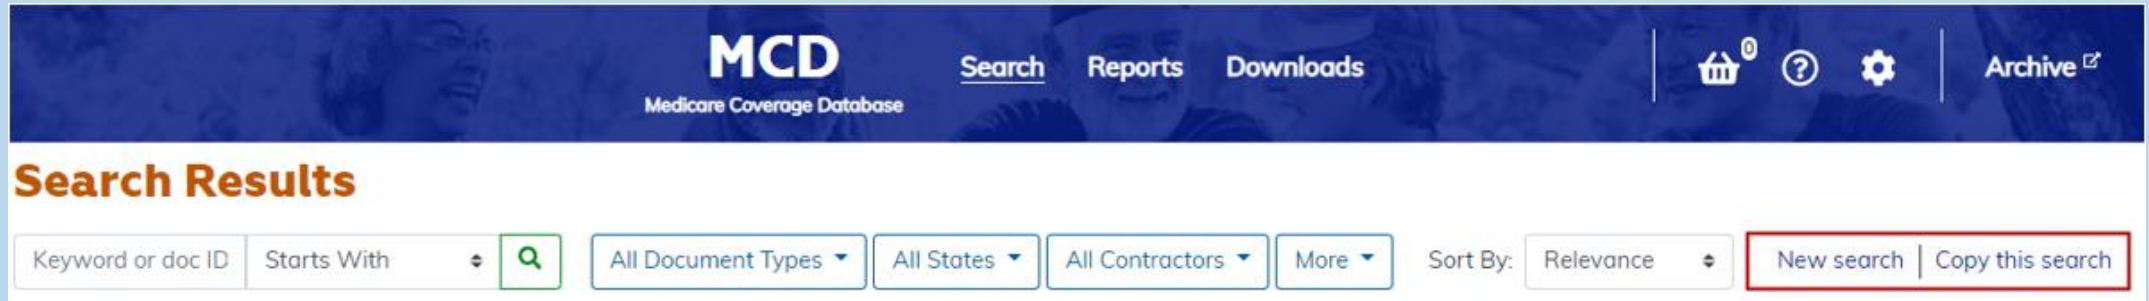 MCD
Medicare Coverage Database
Search Reports Downloads
0
?
Archive
Search Results
Keyword or doc ID Starts With All Document Types All States All Contractors More Sort By: Relevance New search | Copy this search